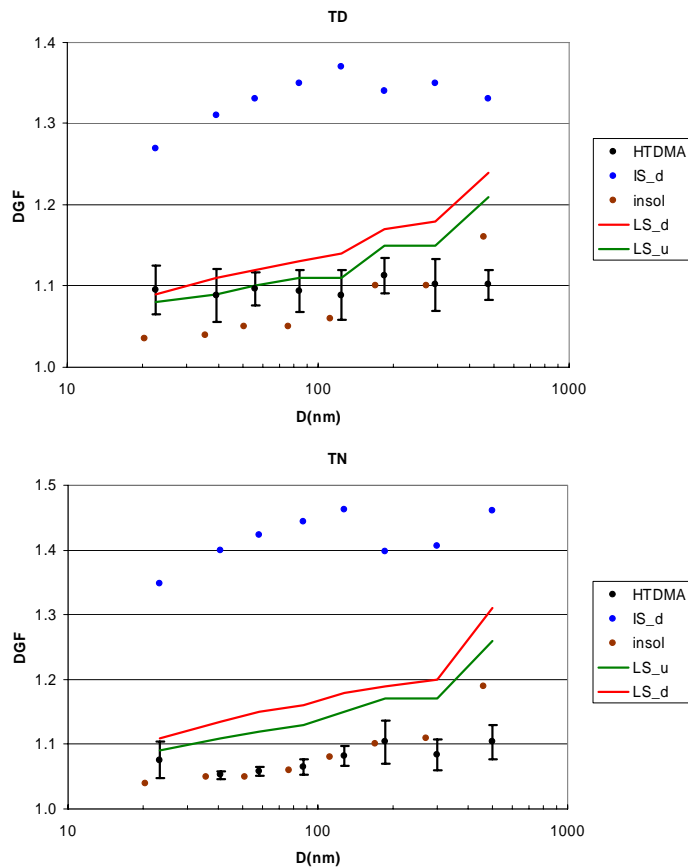 TD
1.4
1.3
1.2
1.1
1.0
DGF
10
100
1000
D(nm)
HTDMA
IS_d
insol
LS_d
LS_u
TN
1.5
1.4
1.3
1.2
1.1
1.0
DGF
10
100
1000
D(nm)
HTDMA
IS_d
insol
LS_u
LS_d